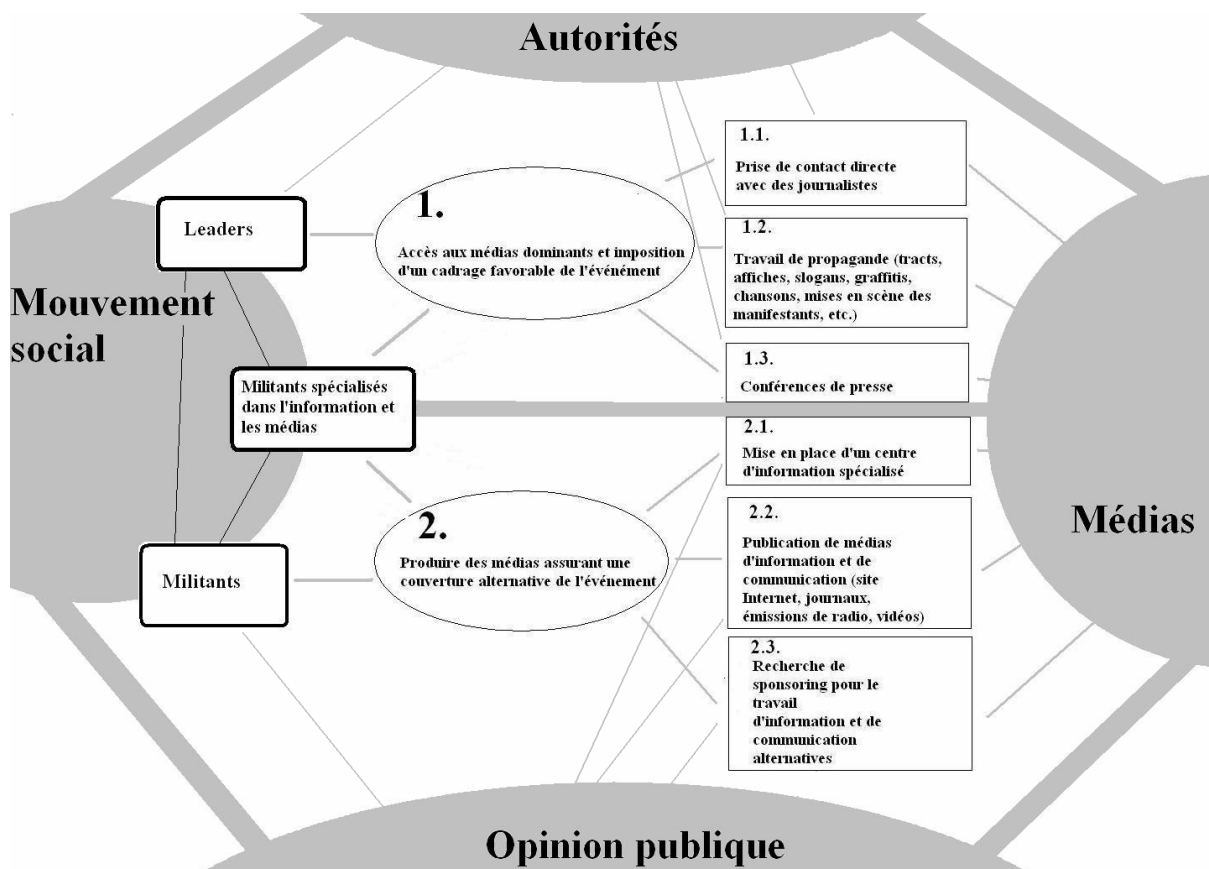 Autorités
Mouvement
social
Leaders
Militants spécialisés
dans l'information et
les médias
Militants
1.
Accès aux médias dominants et imposition
d'un cadrage favorable de l'événément
2.
Produire des médias assurant une
couverture alternative de l'événement
1.1.
Prise de contact directe
avec des journalistes
1.2.
Travail de propagande (tracts,
affiches, slogans, graffitis,
chansons, mises en scène des
manifestants, etc.)
1.3.
Conférences de presse
2.1.
Mise en place d'un centre
d'information spécialisé
2.2.
Publication de médias
d'information et de
communication (site
Internet, journaux,
émissions de radio, vidéos)
2.3.
Recherche de
sponsoring pour le
travail
d'information et de
communication
alternatives
Médias
Opinion publique